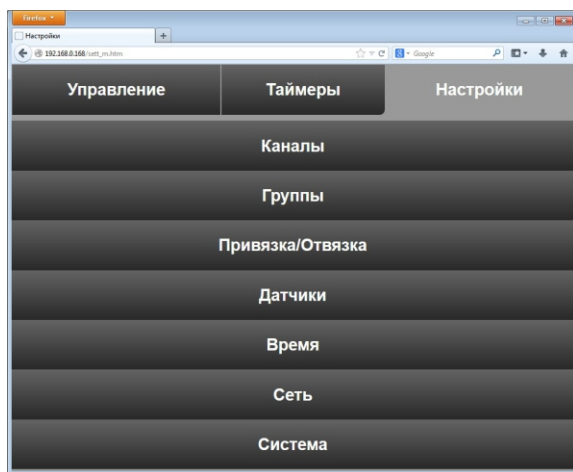 Firefox
Настройки
192.168.0.168/sett_m.htm
Google
Управление Таймеры Настройки
Каналы
Группы
Привязка/Отвязка
Датчики
Время
Сеть
Система